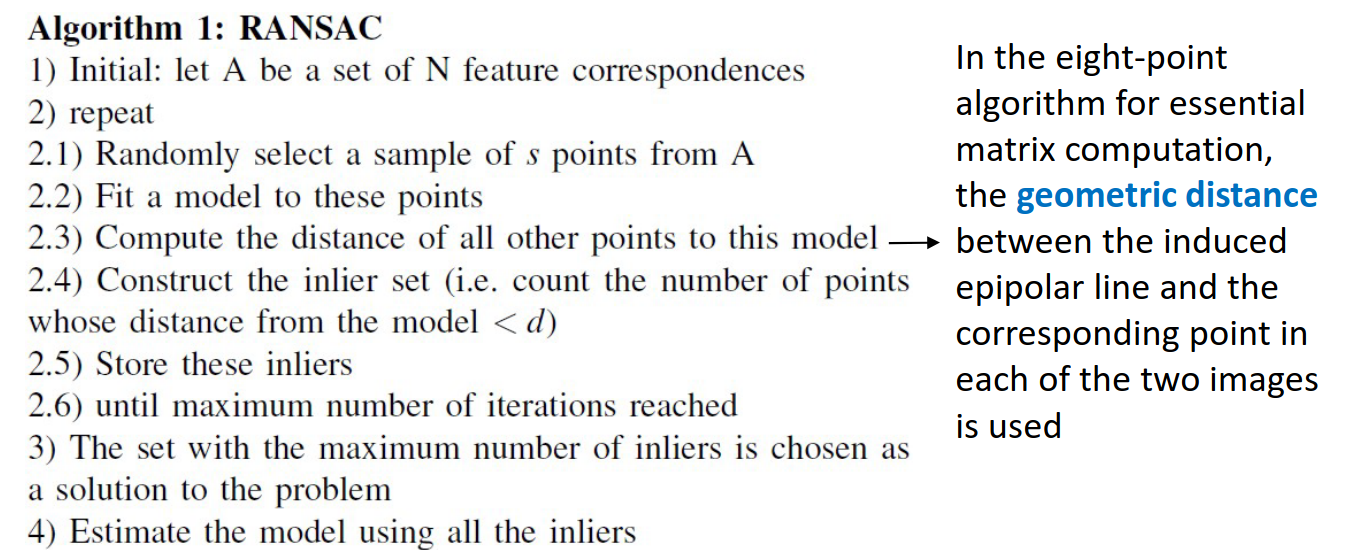 Algorithm 1: RANSAC
1) Initial: let A be a set of N feature correspondences
2) repeat
2.1) Randomly select a sample of s points from A
2.2) Fit a model to these points
2.3) Compute the distance of all other points to this model
2.4) Construct the inlier set (i.e. count the number of points
whose distance from the model < d)
2.5) Store these inliers
2.6) until maximum number of iterations reached
3) The set with the maximum number of inliers is chosen as
a solution to the problem
4) Estimate the model using all the inliers
In the eight-point
algorithm for essential
matrix computation,
the geometric distance
between the induced
epipolar line and the
corresponding point in
each of the two images
is used